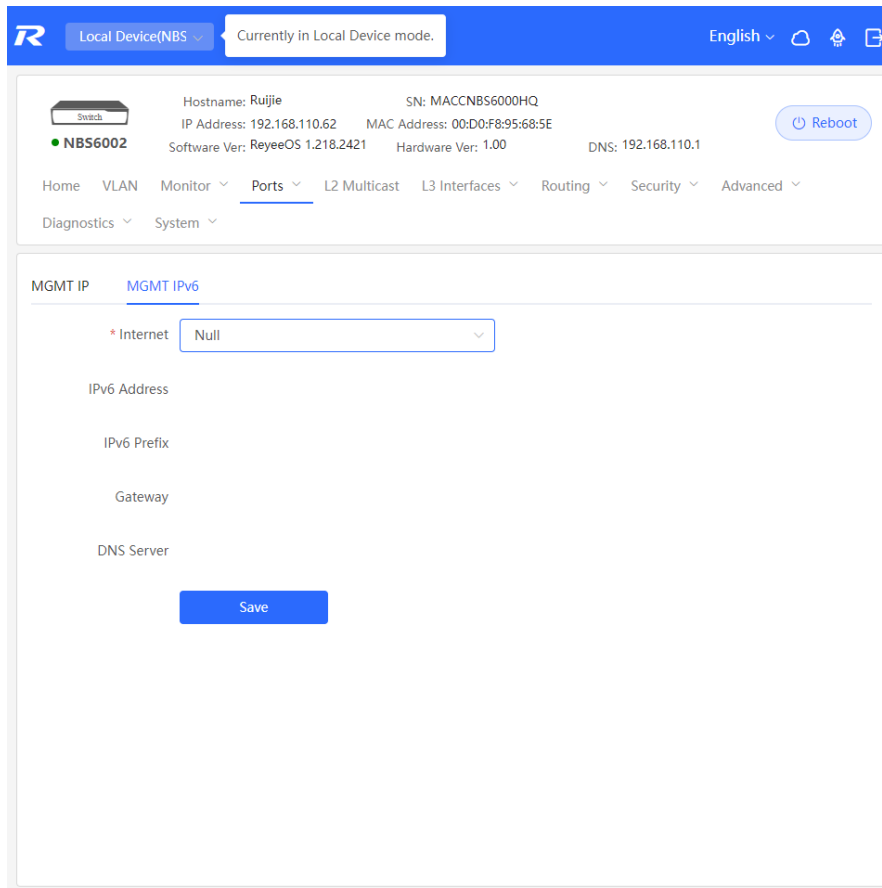 Local Device(NBS
Currently in Local Device mode.
English
Switch
NBS6002
Hostname: Ruijie
SN: MACCNBS6000HQ
IP Address: 192.168.110.62
MAC Address: 00:D0:F8:95:68:5E
Software Ver: ReyeeOS 1.218.2421
Hardware Ver: 1.00
DNS: 192.168.110.1
Reboot
Home VLAN Monitor Ports L2 Multicast L3 Interfaces Routing Security Advanced
Diagnostics System
MGMT IP MGMT IPv6
* Internet Null
IPv6 Address
IPv6 Prefix
Gateway
DNS Server
Save